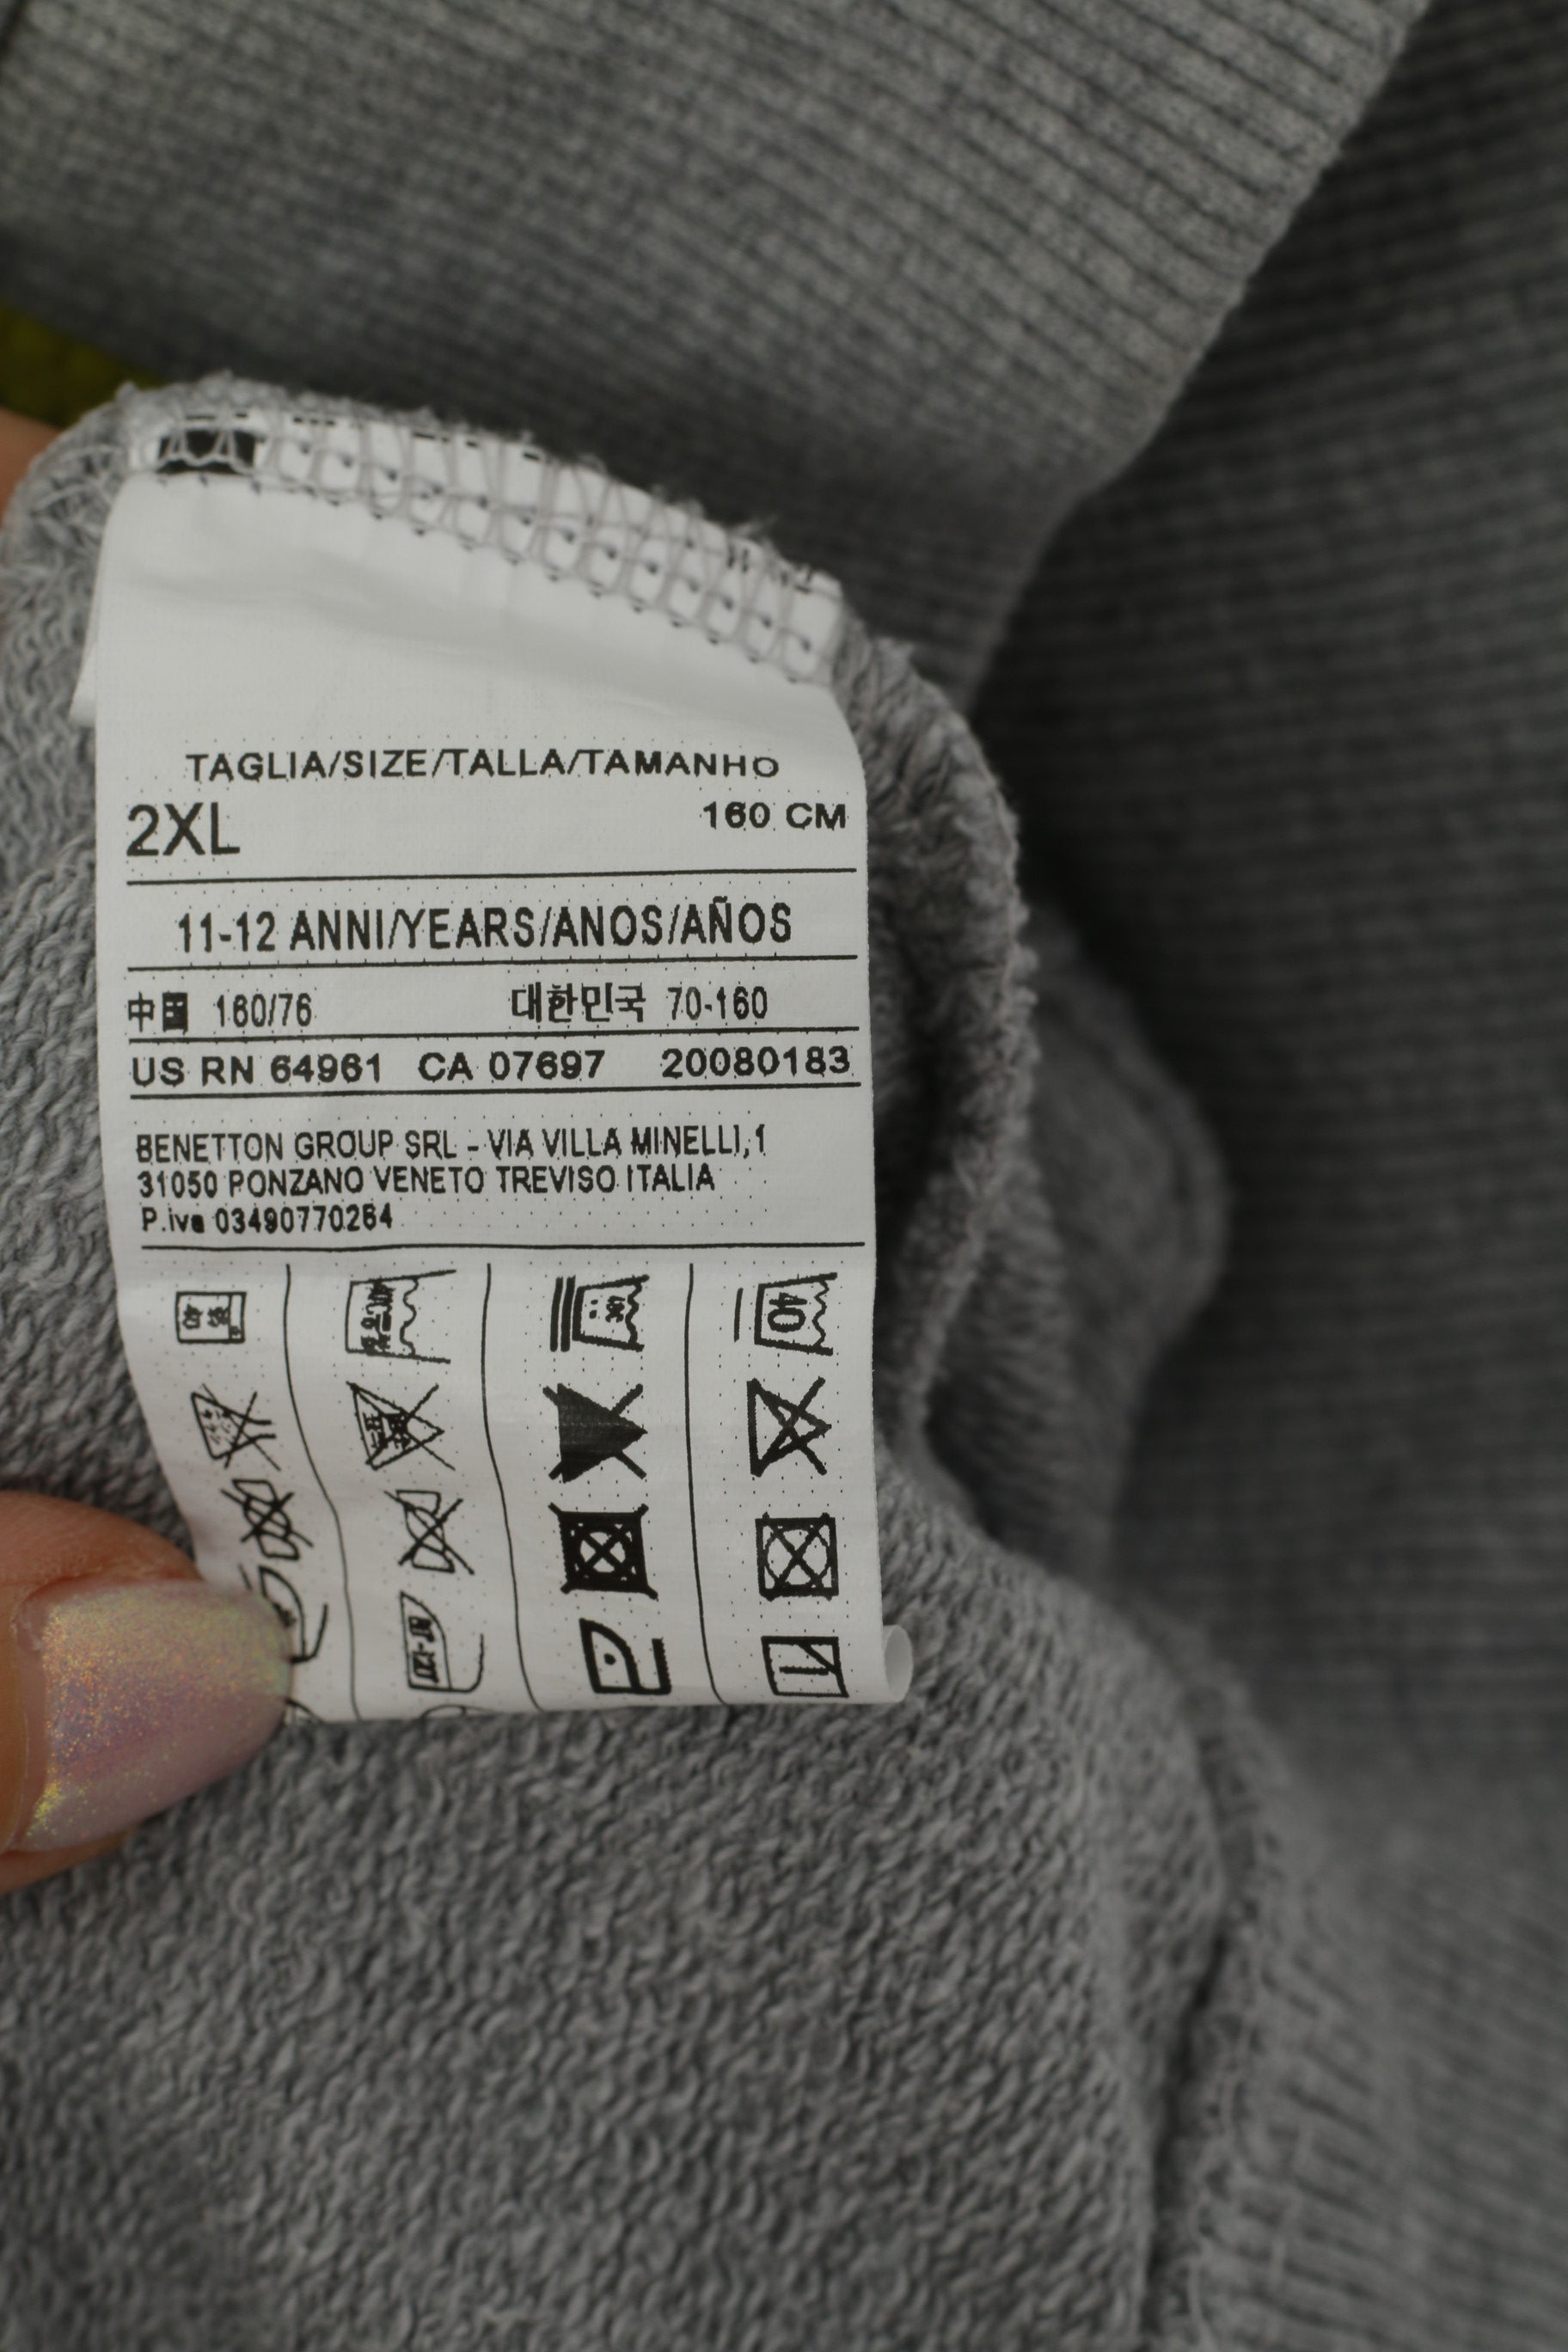 TAGLIA/SIZE/TALLA/TAMANHO
2XL 160 CM
11-12 ANNI/YEARS/ANOS/AÑOS
中国 160/76 대한민국 70-160
US RN 64961 CA 07697 20080183
BENETTON GROUP SRL - VIA VILLA MINELLI, 1
31050 PONZANO VENETO TREVISO ITALIA
P.iva 03490770264
40